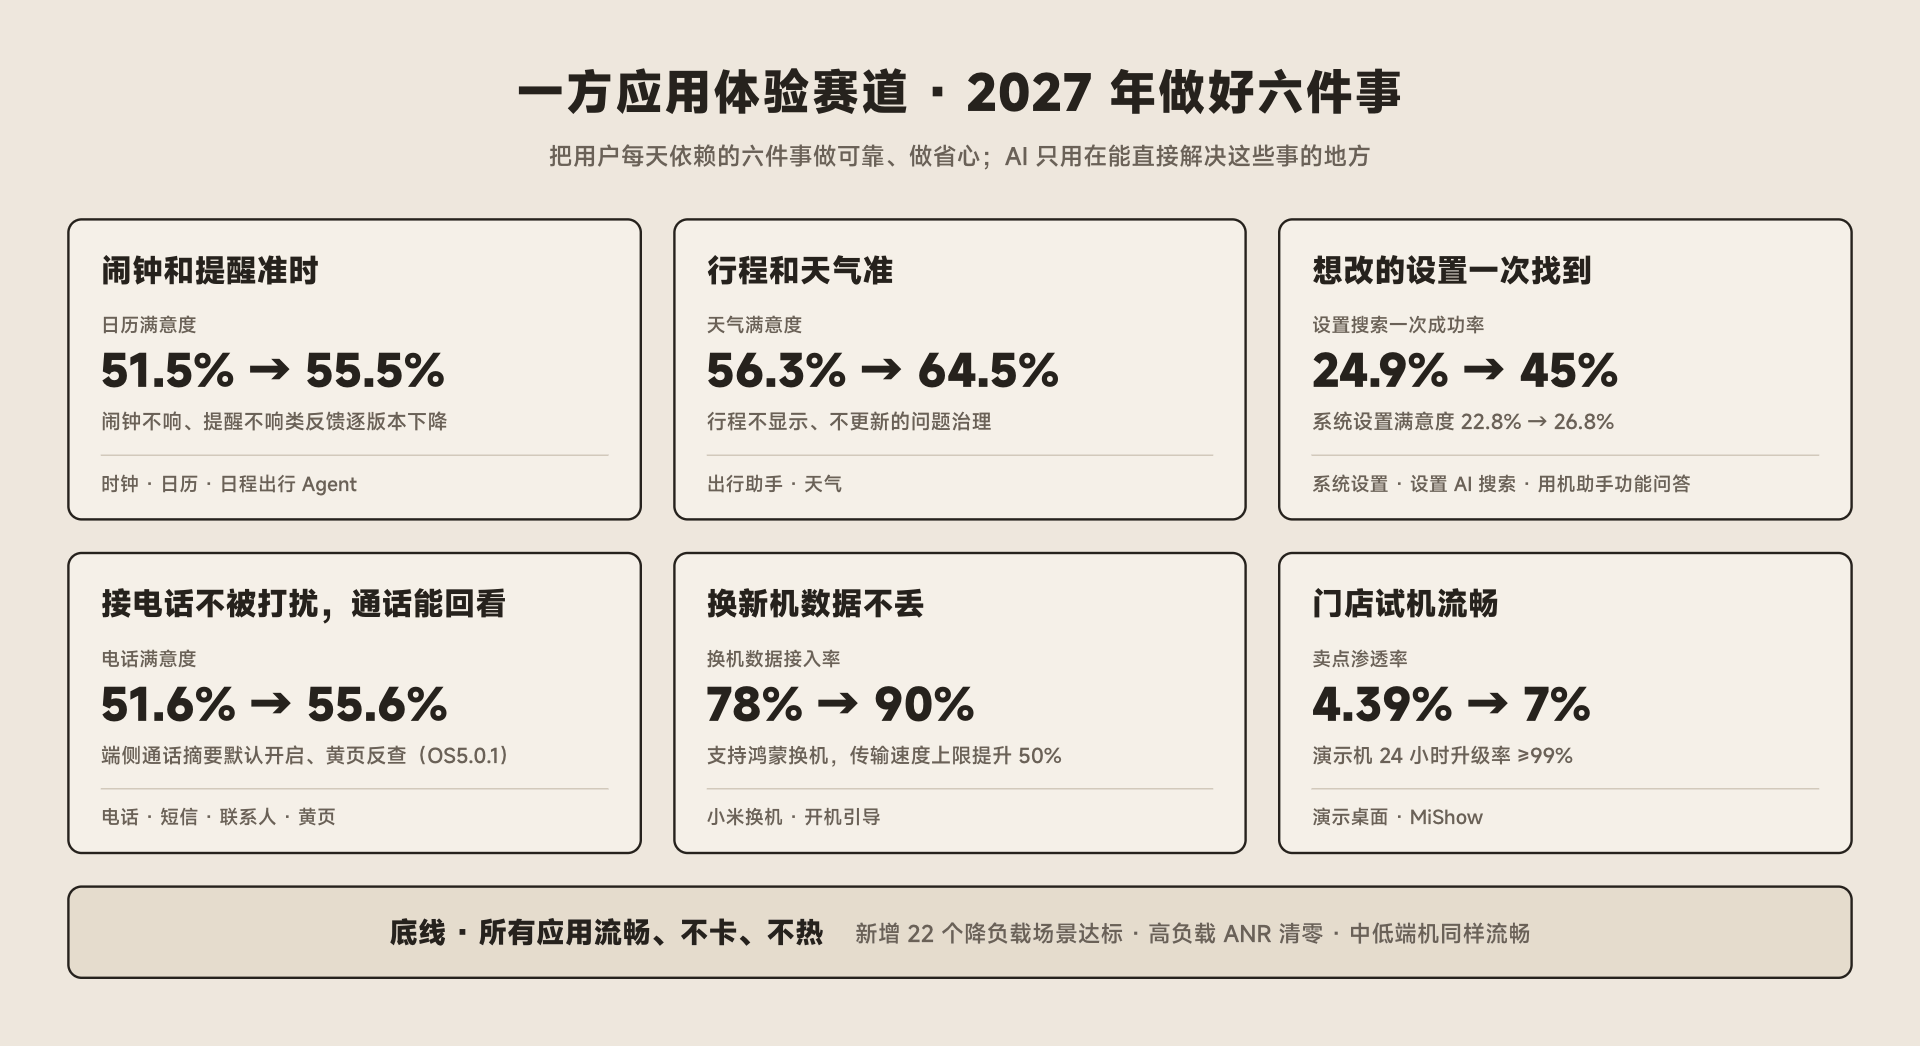 一方应用体验赛道 · 2027 年做好六件事
把用户每天依赖的六件事做可靠、做省心；AI 只用在能直接解决这些事的地方
闹钟和提醒准时
日历满意度
51.5% → 55.5%
闹钟不响、提醒不响类反馈逐版本下降
时钟 · 日历 · 日程出行 Agent
行程和天气准
天气满意度
56.3% → 64.5%
行程不显示、不更新的问题治理
出行助手 · 天气
想改的设置一次找到
设置搜索一次成功率
24.9% → 45%
系统设置满意度 22.8% → 26.8%
系统设置 · 设置 AI 搜索 · 用机助手功能问答
接电话不被打扰，通话能回看
电话满意度
51.6% → 55.6%
端侧通话摘要默认开启、黄页反查（OS5.0.1）
电话 · 短信 · 联系人 · 黄页
换新机数据不丢
换机数据接入率
78% → 90%
支持鸿蒙换机，传输速度上限提升 50%
小米换机 · 开机引导
门店试机流畅
卖点渗透率
4.39% → 7%
演示机 24 小时升级率 ≥99%
演示桌面 · MiShow
底线 · 所有应用流畅、不卡、不热 新增 22 个降负载场景达标 · 高负载 ANR 清零 · 中低端机同样流畅